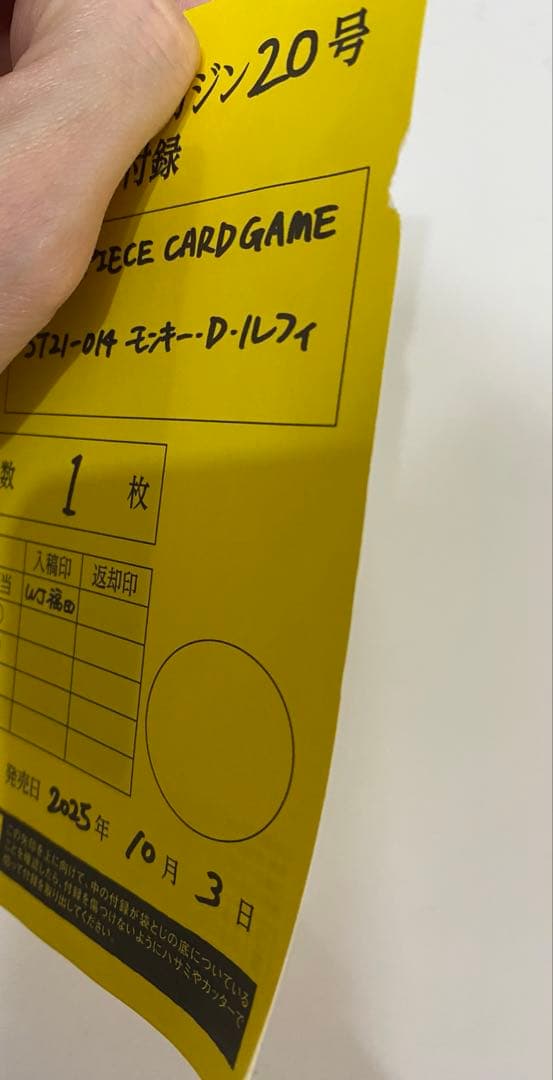 ジン20号
付録
PIECE CARD GAME
ST21-014 モンキー・D・ルフィ
数 1 枚
入稿印 返却印
当 WJ福田
発売日 2025年 10月 3日
この矢印を上に向けて、中の付録が袋とじの底についている
ことを確認したら、付録を傷つけないようにハサミやカッターで
切って付録を取り出してください。